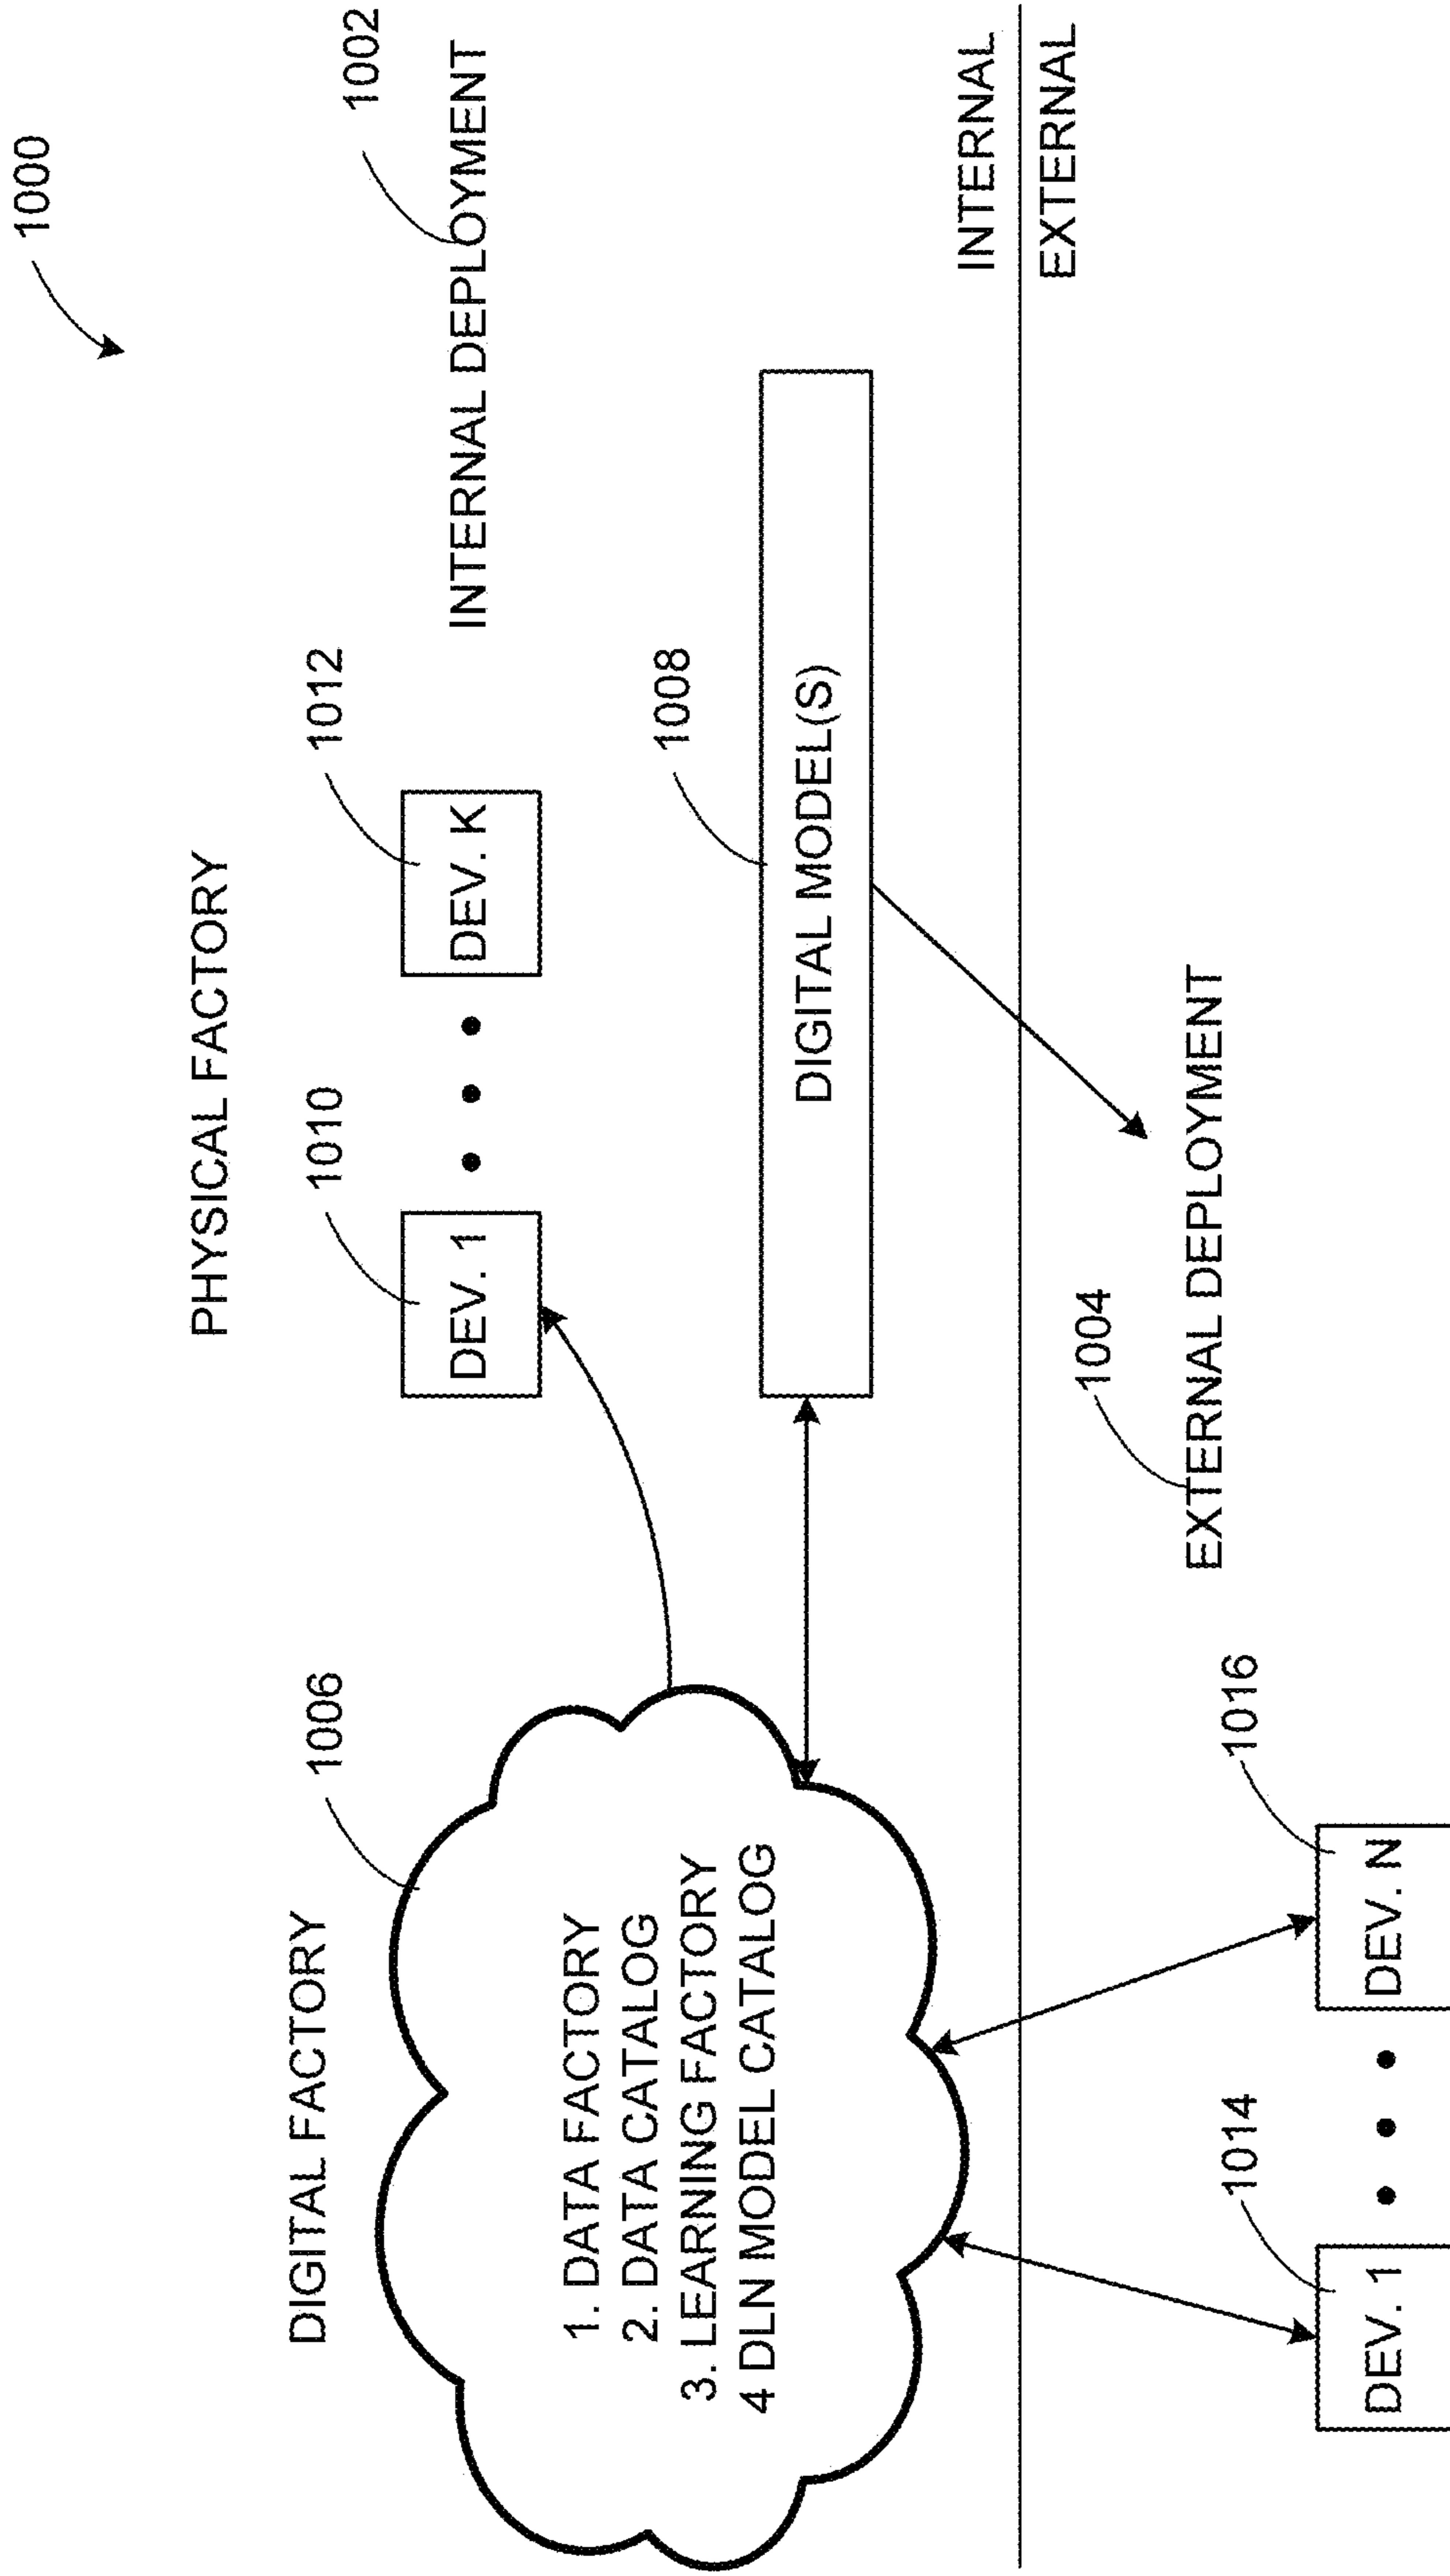 1000
PHYSICAL FACTORY
DIGITAL FACTORY
1006
1010
1012
1002
DEV. 1
DEV. K
INTERNAL DEPLOYMENT
1. DATA FACTORY
2. DATA CATALOG
3. LEARNING FACTORY
4 DLN MODEL CATALOG
1008
DIGITAL MODEL(S)
INTERNAL
EXTERNAL
1004
EXTERNAL DEPLOYMENT
1014
1016
DEV. 1
DEV. N